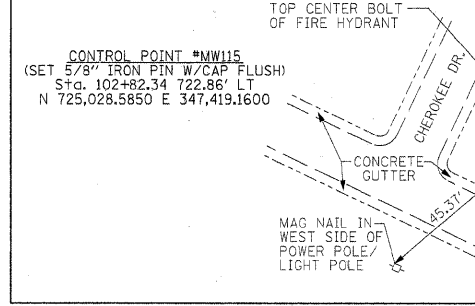 TOP CENTER BOLT
OF FIRE HYDRANT
CONTROL POINT #MW115
(SET 5/8" IRON PIN W/CAP FLUSH)
Sta. 102+82.34 722.86' LT
N 725,028.5850 E 347,419.1600
CHEROKEE DR.
CONCRETE
GUTTER
45.37'
MAG NAIL IN
WEST SIDE OF
POWER POLE/
LIGHT POLE